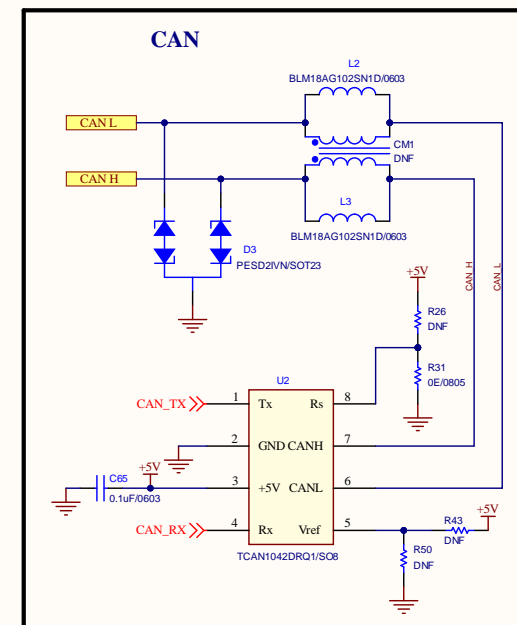 CAN
L2
BLM18AG102SN1D/0603
CAN L
CM1
DNF
CAN H
L3
BLM18AG102SN1D/0603
D3
PESD2IVN/SOT23
CAN_H
CAN_L
+5V
R26
DNF
R31
0E/0805
U2
CAN_TX
1
Tx
Rs
8
2
GND
CANH
7
+5V
C65
0.1uF/0603
3
+5V
CANL
6
CAN_RX
4
Rx
Vref
5
+5V
R43
DNF
R50
DNF
TCAN1042DRQ1/SO8